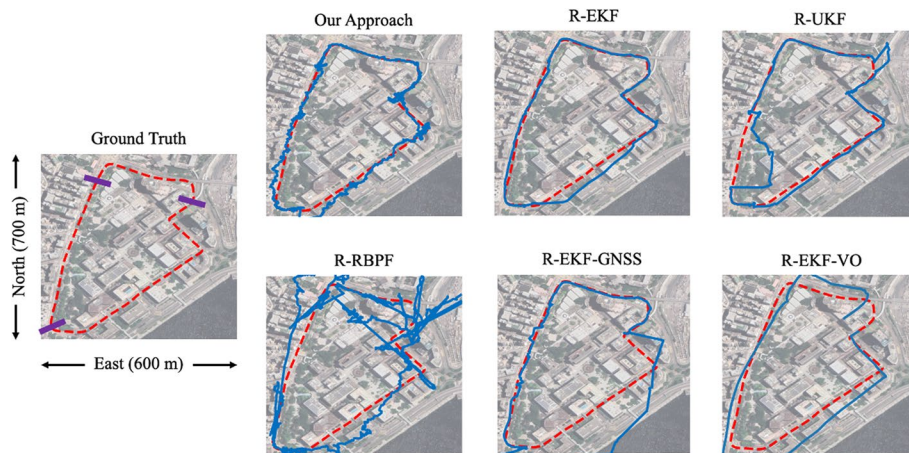 Our Approach
R-EKF
R-UKF
Ground Truth
North (700 m)
East (600 m)
R-RBPF
R-EKF-GNSS
R-EKF-VO